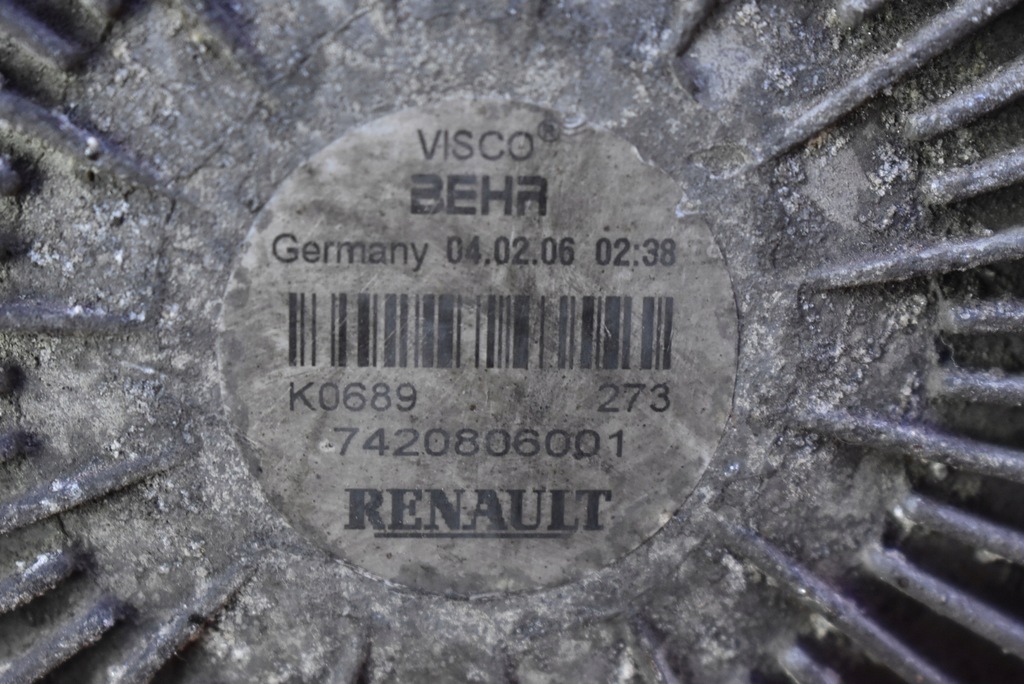 VISCO®
BEHR
Germany 04.02.06 02:38
K0689 273
7420806001
RENAULT